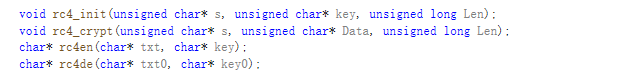 void rc4_init(unsigned char* s, unsigned char* key, unsigned long Len);
void rc4_crypt(unsigned char* s, unsigned char* Data, unsigned long Len);
char* rc4en(char* txt, char* key);
char* rc4de(char* txt0, char* key0);